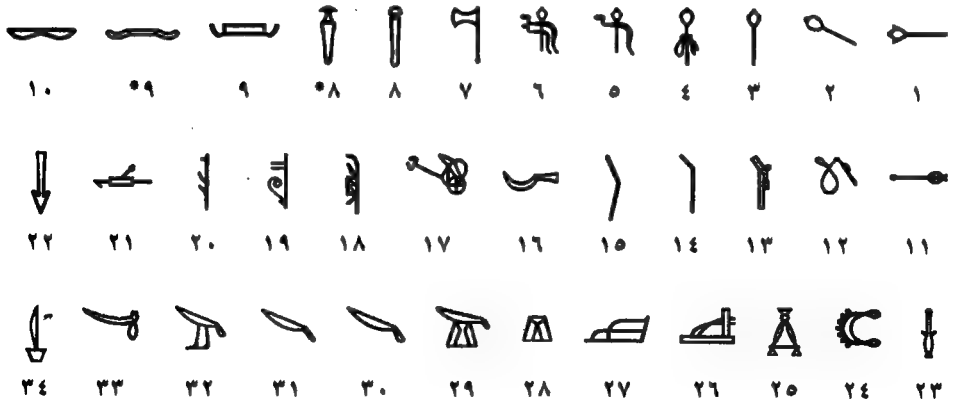 ١ ٢ ٣ ٤ ٥ ٦ ٧ ٨ ٨* ٩ ٩* ١٠
١١ ١٢ ١٣ ١٤ ١٥ ١٦ ١٧ ١٨ ١٩ ٢٠ ٢١ ٢٢
٢٣ ٢٤ ٢٥ ٢٦ ٢٧ ٢٨ ٢٩ ٣٠ ٣١ ٣٢ ٣٣ ٣٤